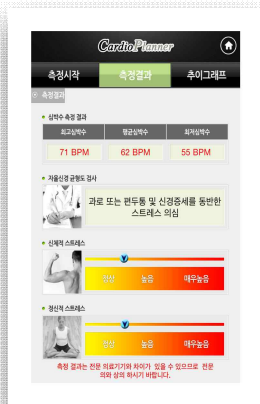 CardioPlanner
측정시작 측정결과 추이그래프
측정결과
심박수 측정 결과
최고심박수 평균심박수 최저심박수
71 BPM 62 BPM 55 BPM
자율신경 균형도 검사
과로 또는 편두통 및 신경증세를 동반한
스트레스 의심
신체적 스트레스
정상 높음 매우높음
정신적 스트레스
정상 높음 매우높음
측정 결과는 전문 의료기기와 차이가 있을 수 있으므로 전문
의와 상의 하시기 바랍니다.